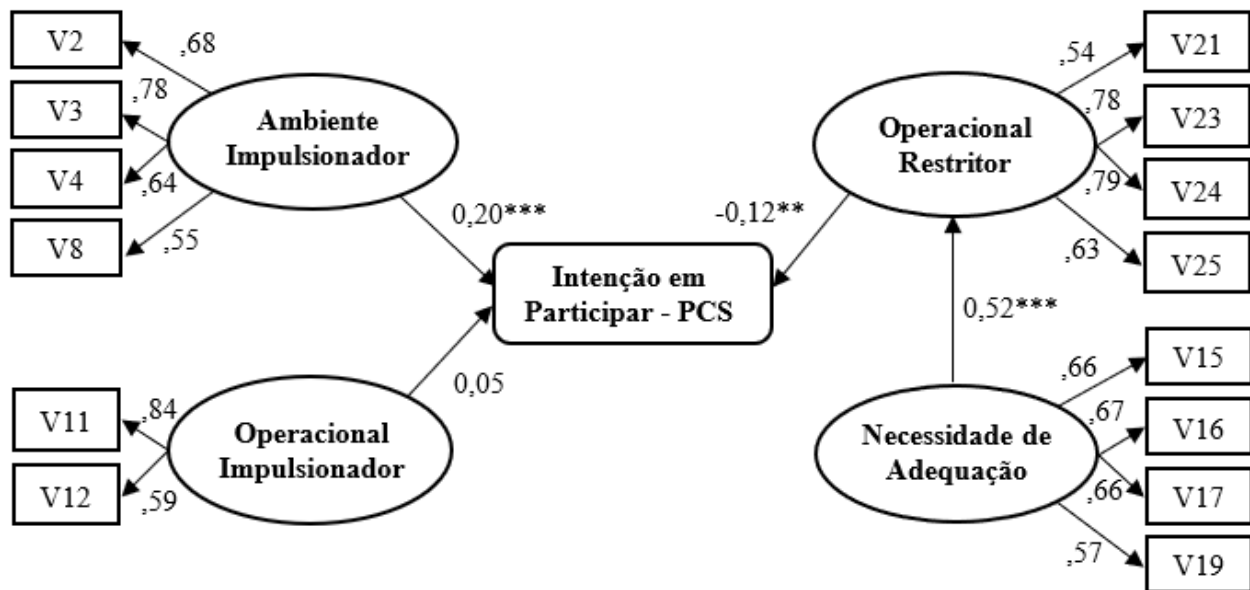 V2
,68
V3
,78
V4
,64
V8
,55
Ambiente
Impulsionador
0,20***
V11
,84
V12
,59
Operacional
Impulsionador
0,05
Intenção em
Participar - PCS
Operacional
Restritor
-0,12**
,54
V21
,78
V23
,79
V24
,63
V25
0,52***
Necessidade de
Adequação
,66
V15
,67
V16
,66
V17
,57
V19